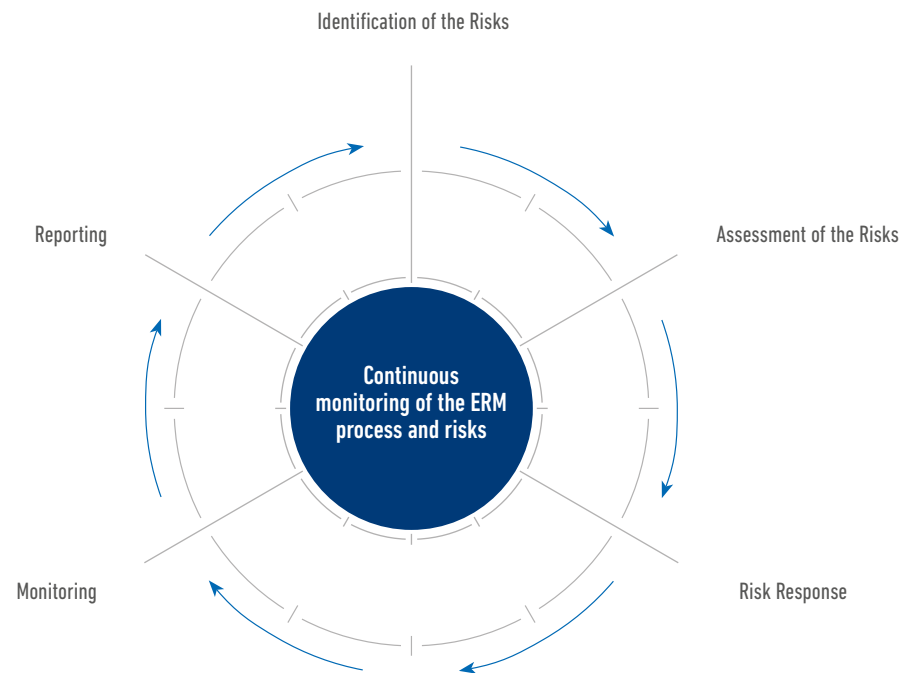 Identification of the Risks
Reporting
Assessment of the Risks
Continuous
monitoring of the ERM
process and risks
Monitoring
Risk Response